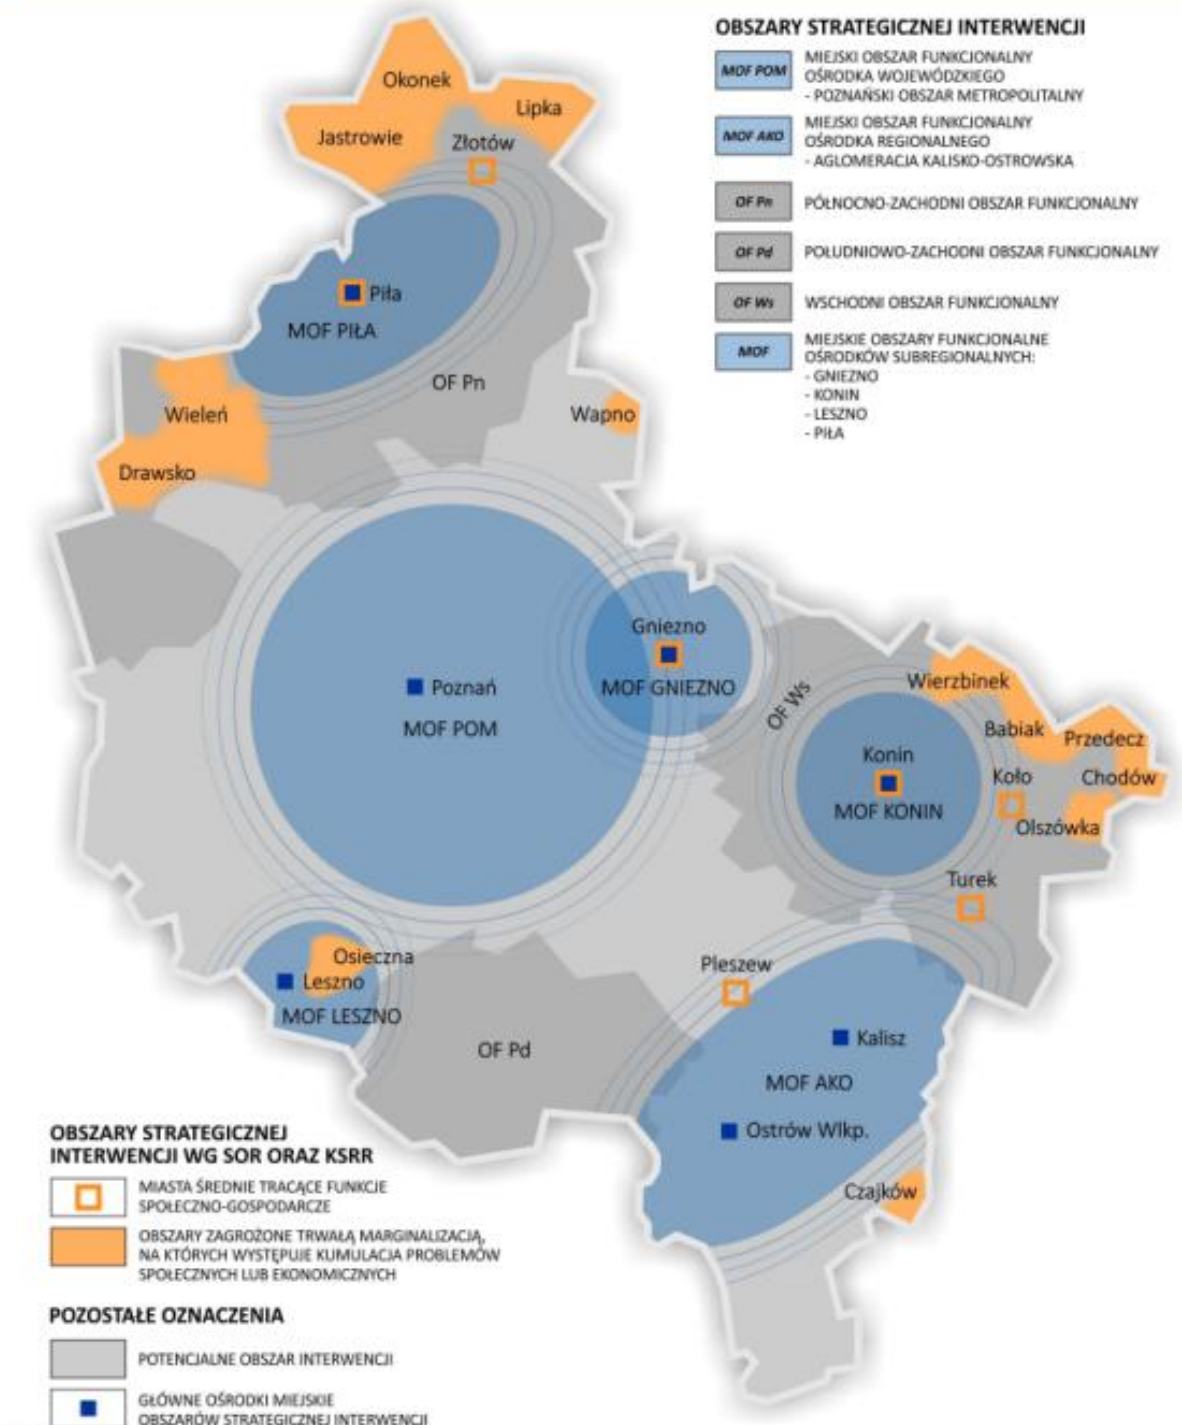 OBSZARY STRATEGICZNEJ INTERWENCJI
MOF POM
MIEJSKI OBSZAR FUNKCJONALNY
OŚRODKA WOJEWÓDZKIEGO
- POZNAŃSKI OBSZAR METROPOLITALNY
MOF AKO
MIEJSKI OBSZAR FUNKCJONALNY
OŚRODKA REGIONALNEGO
- AGLOMERACJA KALISKO-OSTROWSKA
OF Pn
PÓŁNOCNO-ZACHODNI OBSZAR FUNKCJONALNY
OF Pd
POŁUDNIOWO-ZACHODNI OBSZAR FUNKCJONALNY
OF Ws
WSCHODNI OBSZAR FUNKCJONALNY
MOF
MIEJSKIE OBSZARY FUNKCJONALNE
OŚRODKÓW SUBREGIONALNYCH:
- GNIEZNO
- KONIN
- LESZNO
- PIŁA
Okonek
Lipka
Jastrowie
Złotów
Piła
MOF PIŁA
OF Pn
Wieleń
Wapno
Drawsko
Gniezno
MOF GNIEZNO
Poznań
MOF POM
OF Ws
Wierzbinek
Babiak
Przedecz
Konin
Koło
Chodów
MOF KONIN
Olszówka
Turek
Osieczna
Leszno
MOF LESZNO
Pleszew
OF Pd
Kalisz
MOF AKO
Ostrów Wlkp.
Czajków
OBSZARY STRATEGICZNEJ
INTERWENCJI WG SOR ORAZ KSRR
MIASTA ŚREDNIE TRACĄCE FUNKCJE
SPOŁECZNO-GOSPODARCZE
OBSZARY ZAGROŻONE TRWAŁĄ MARGINALIZACJĄ,
NA KTÓRYCH WYSTĘPUJE KUMULACJA PROBLEMÓW
SPOŁECZNYCH LUB EKONOMICZNYCH
POZOSTAŁE OZNACZENIA
POTENCJALNE OBSZAR INTERWENCJI
GŁÓWNE OŚRODKI MIEJSKIE
OBSZARÓW STRATEGICZNEJ INTERWENCJI